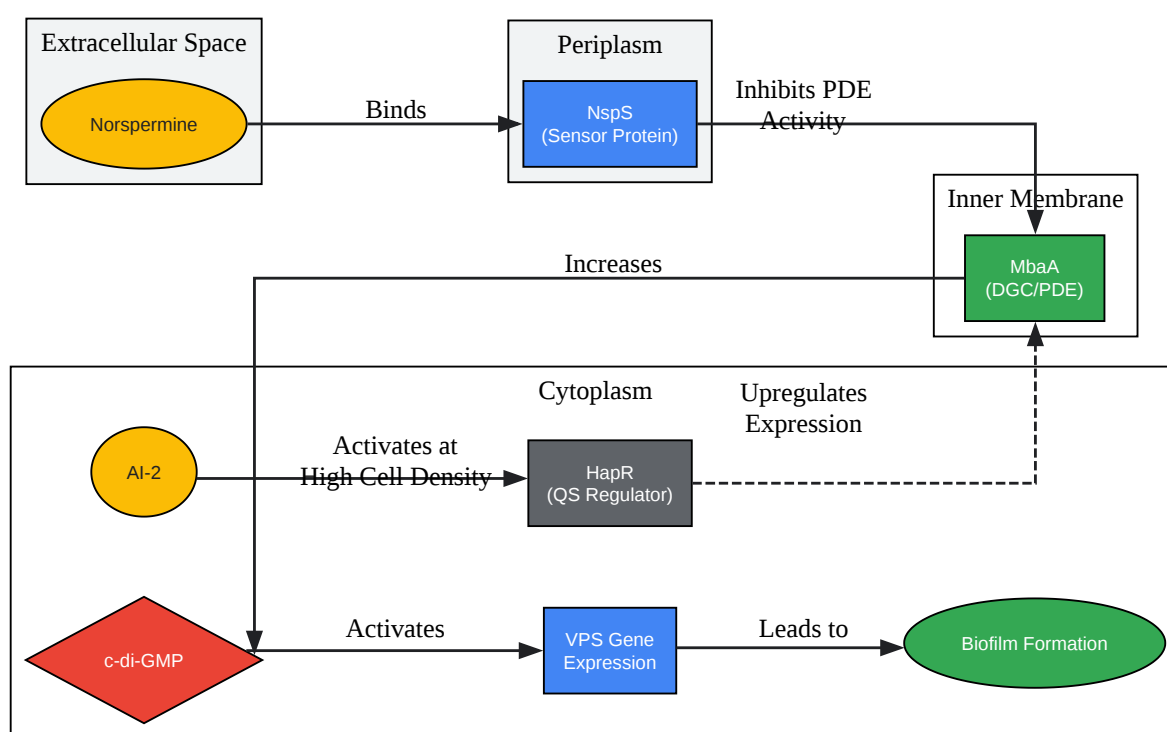 Extracellular Space
Norspermine
Binds
Periplasm
NspS
(Sensor Protein)
Inhibits PDE
Activity
Inner Membrane
MbaA
(DGC/PDE)
Increases
Cytoplasm
AI-2
Activates at
High Cell Density
HapR
(QS Regulator)
Upregulates
Expression
c-di-GMP
Activates
VPS Gene
Expression
Leads to
Biofilm Formation